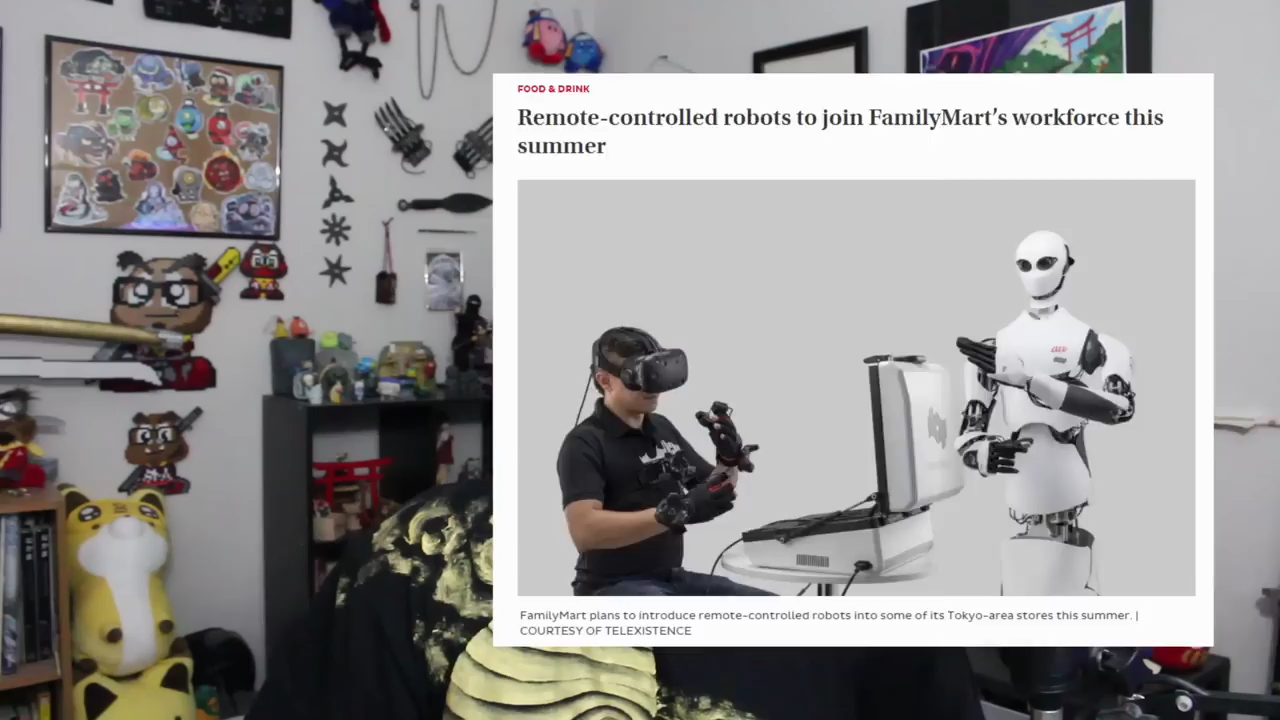 FOOD & DRINK
Remote-controlled robots to join FamilyMart's workforce this
summer
FamilyMart plans to introduce remote-controlled robots into some of its Tokyo-area stores this summer. |
COURTESY OF TELEXISTENCE